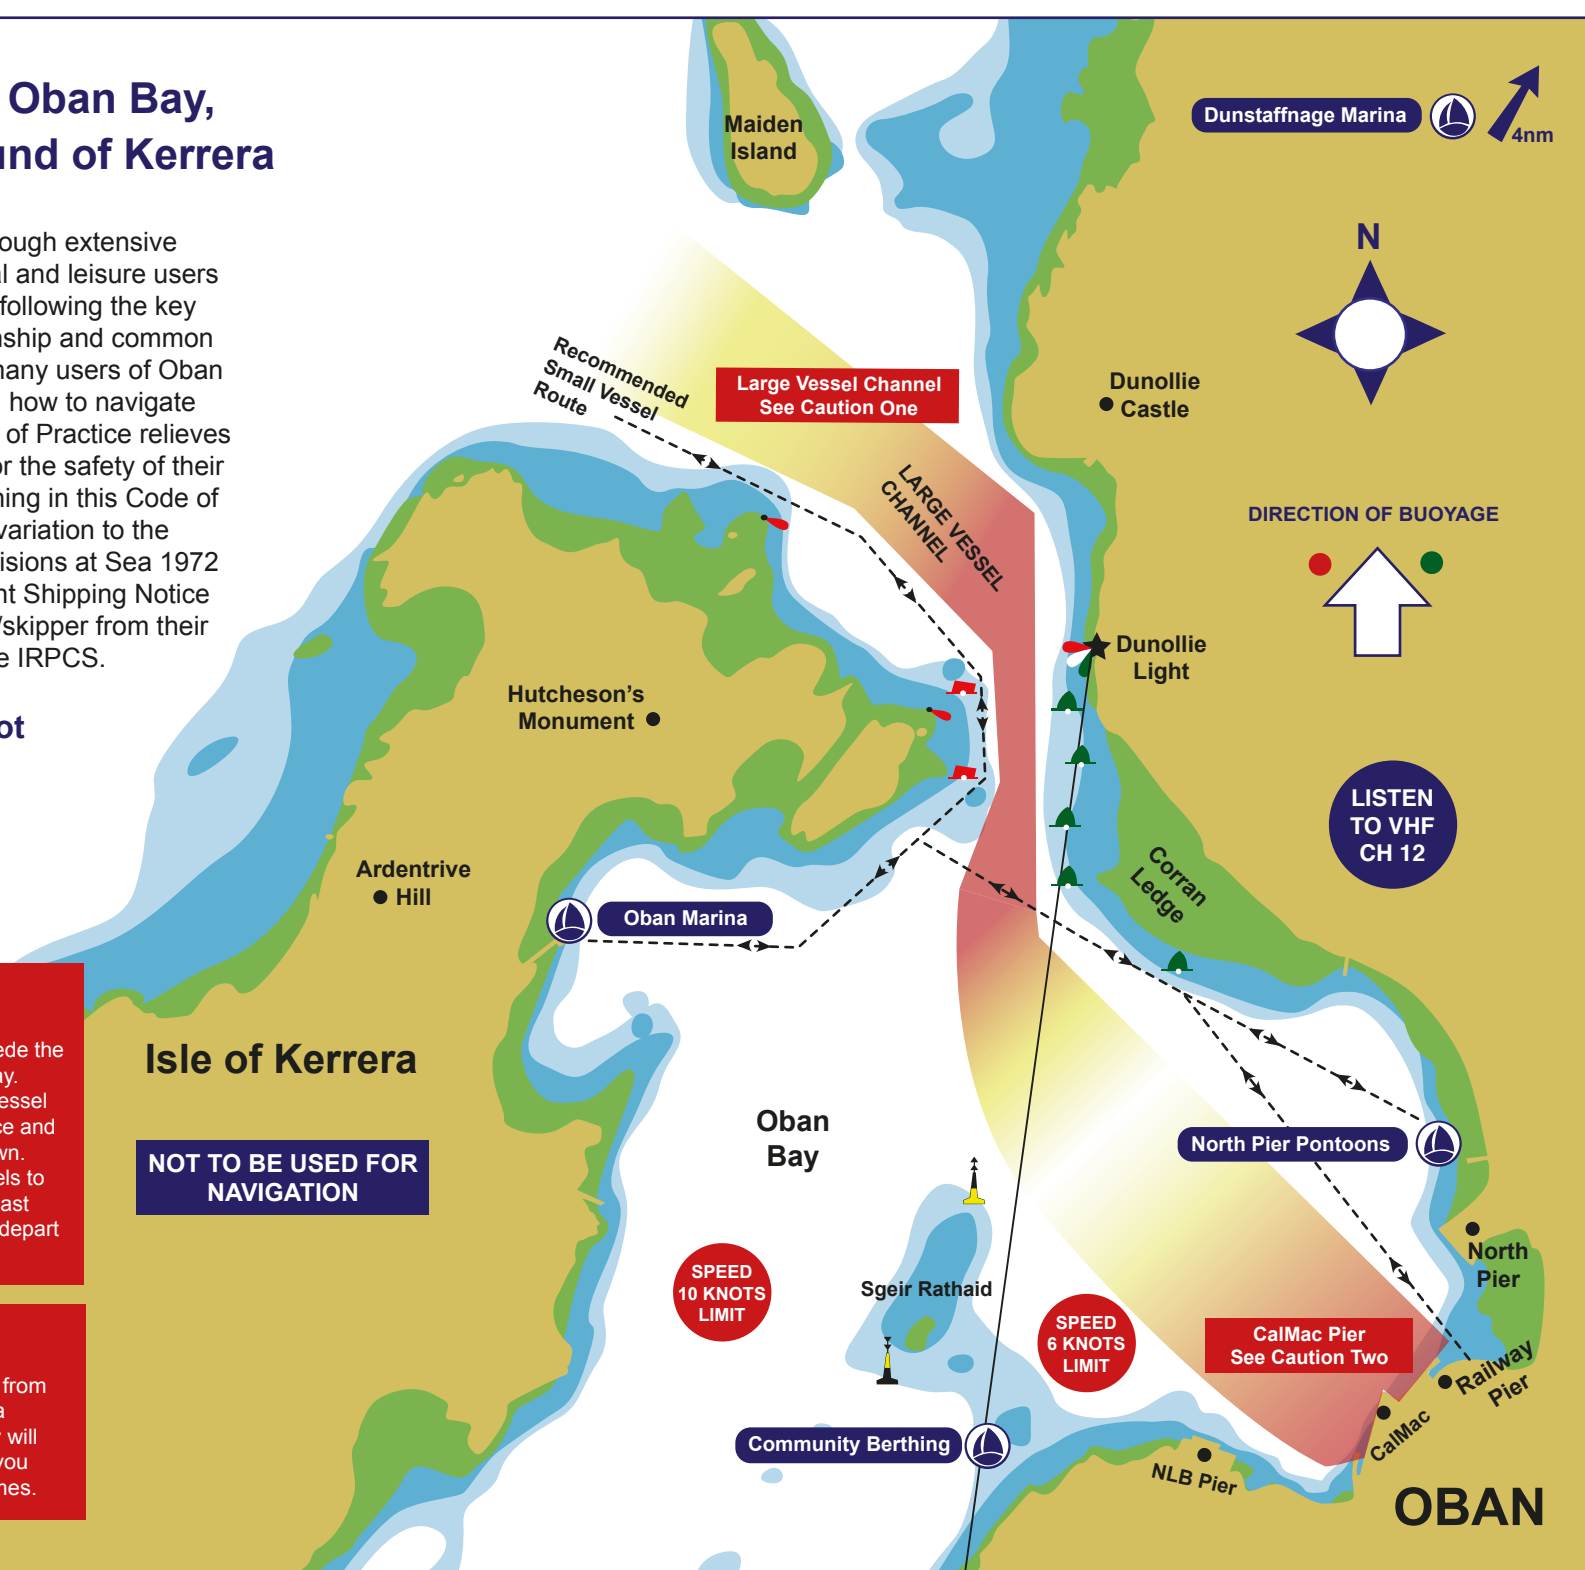 Oban Bay,
und of Kerrera
ough extensive
al and leisure users
following the key
nship and common
many users of Oban
how to navigate
of Practice relieves
or the safety of their
hing in this Code of
variation to the
isions at Sea 1972
nt Shipping Notice
/skipper from their
e IRPCS.
ot
Maiden
Island
Dunstaffnage Marina
4nm
N
Recommended
Small Vessel
Route
Large Vessel Channel
See Caution One
Dunollie
Castle
LARGE VESSEL
CHANNEL
DIRECTION OF BUOYAGE
Dunollie
Light
Hutcheson's
Monument
LISTEN
TO VHF
CH 12
Corran
Ledge
Ardentrive
Hill
Oban Marina
Isle of Kerrera
NOT TO BE USED FOR
NAVIGATION
ede the
ay.
essel
ce and
wn.
els to
ast
depart
Oban
Bay
North Pier Pontoons
North
Pier
SPEED
10 KNOTS
LIMIT
Sgeir Rathaid
SPEED
6 KNOTS
LIMIT
CalMac Pier
See Caution Two
Railway
Pier
CalMac
from
a
will
you
mes.
Community Berthing
NLB Pier
OBAN